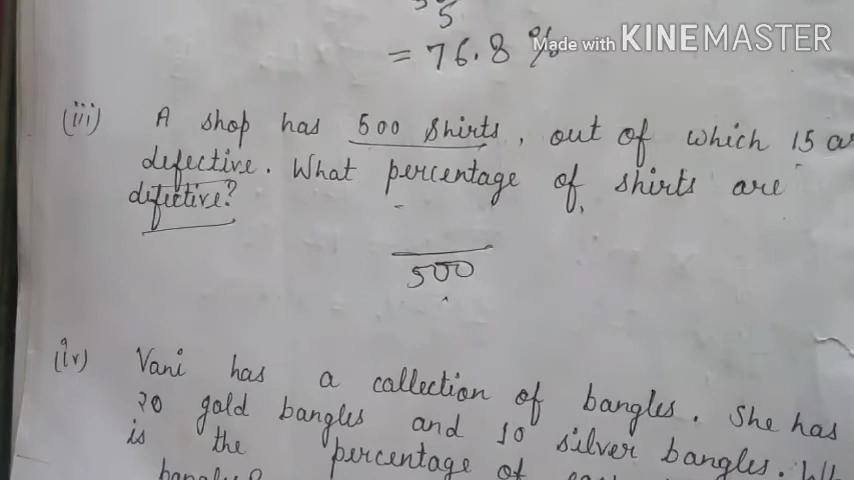 5
= 76.8 %
Made with KINEMASTER
(iii) A shop has 500 shirts, out of which 15
defective. What percentage of shirts are
defective?
500
(iv) Vani has a collection of bangles. She has
20 gold bangles and 10 silver bangles.
is the percentage of
bangles?